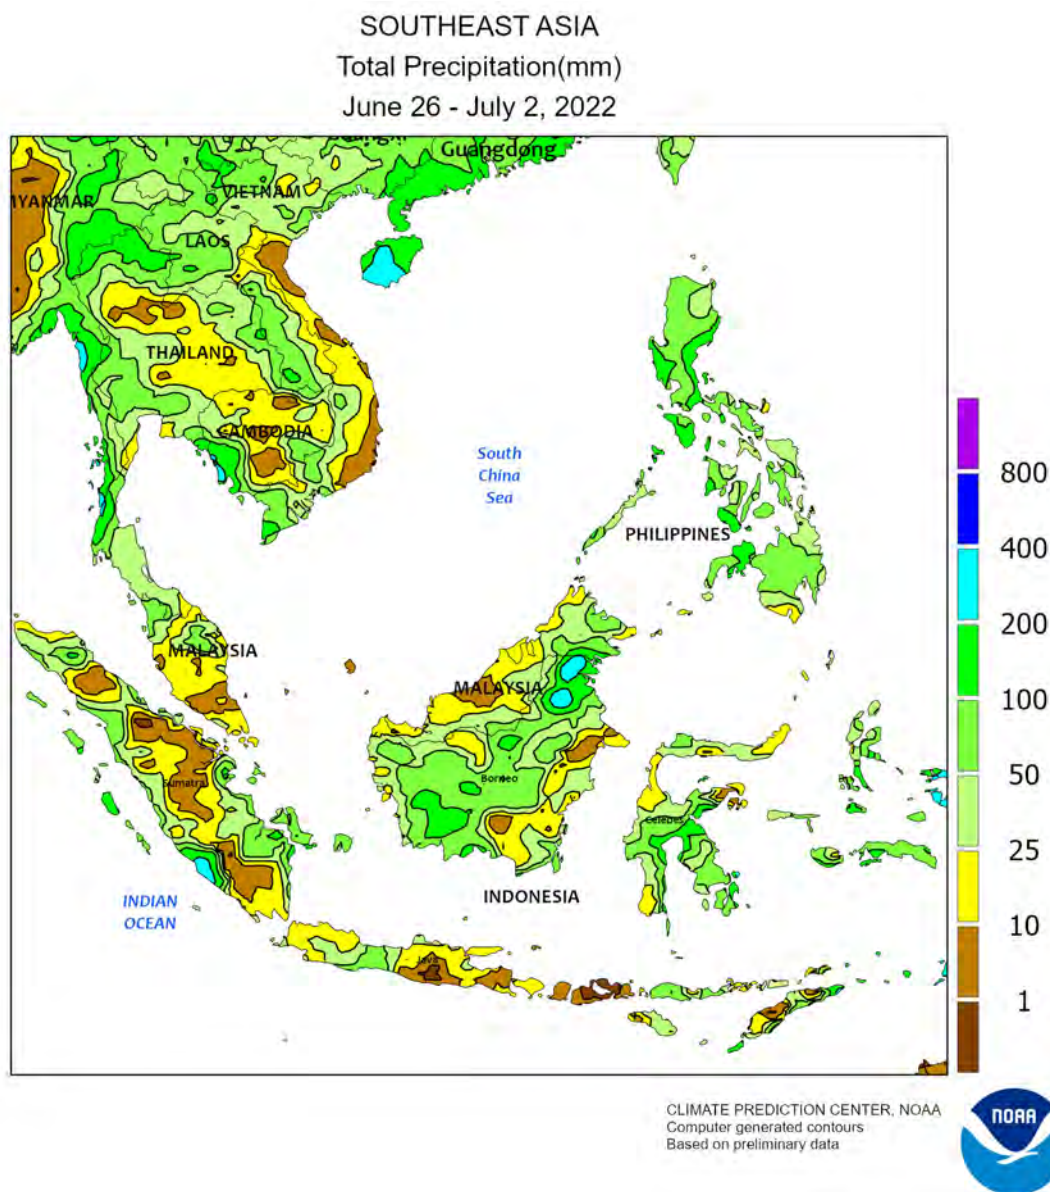 SOUTHEAST ASIA
Total Precipitation(mm)
June 26 - July 2, 2022
Guangdong
MYANMAR
VIETNAM
LAOS
THAILAND
CAMBODIA
South
China
Sea
PHILIPPINES
MALAYSIA
MALAYSIA
Borneo
Sumatra
Celebes
INDONESIA
INDIAN
OCEAN
Java
800
400
200
100
50
25
10
1
CLIMATE PREDICTION CENTER, NOAA
Computer generated contours
Based on preliminary data
NOAA